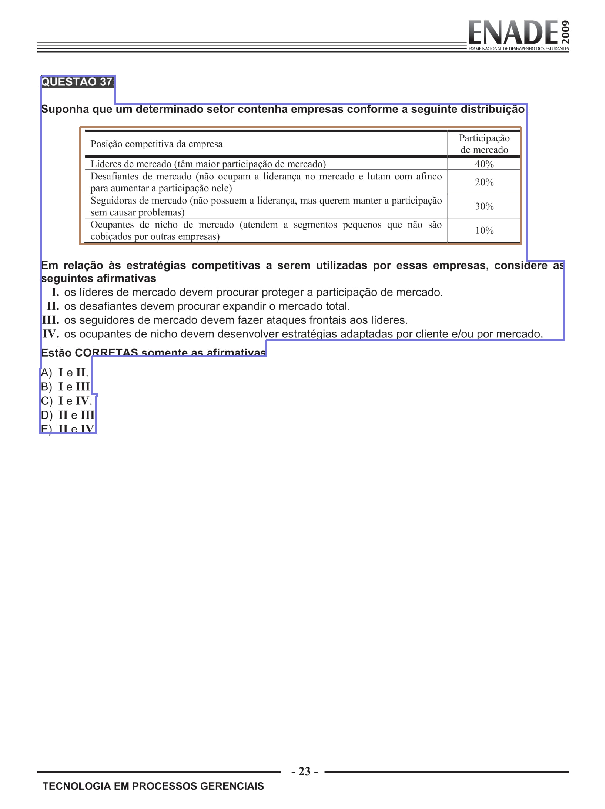 ENADE 2009
EXAME NACIONAL DE DESEMPENHO DOS ESTUDANTES
QUESTÃO 37
Suponha que um determinado setor contenha empresas conforme a seguinte distribuição
Posição competitiva da empresa
Participação
de mercado
Líderes de mercado (têm maior participação de mercado)
40%
Desafiantes de mercado (não ocupam a liderança no mercado e lutam com afinco
para aumentar a participação nele)
20%
Seguidoras de mercado (não possuem a liderança, mas querem manter a participação
sem causar problemas)
30%
Ocupantes de nicho de mercado (atendem a segmentos pequenos que não são
cobiçados por outras empresas)
10%
Em relação às estratégias competitivas a serem utilizadas por essas empresas, considere as
seguintes afirmativas
I. os líderes de mercado devem procurar proteger a participação de mercado.
II. os desafiantes devem procurar expandir o mercado total.
III. os seguidores de mercado devem fazer ataques frontais aos líderes.
IV. os ocupantes de nicho devem desenvolver estratégias adaptadas por cliente e/ou por mercado.
Estão CORRETAS somente as afirmativas
A) I e II.
B) I e III
C) I e IV.
D) II e III
E) II e IV
- 23 -
TECNOLOGIA EM PROCESSOS GERENCIAIS